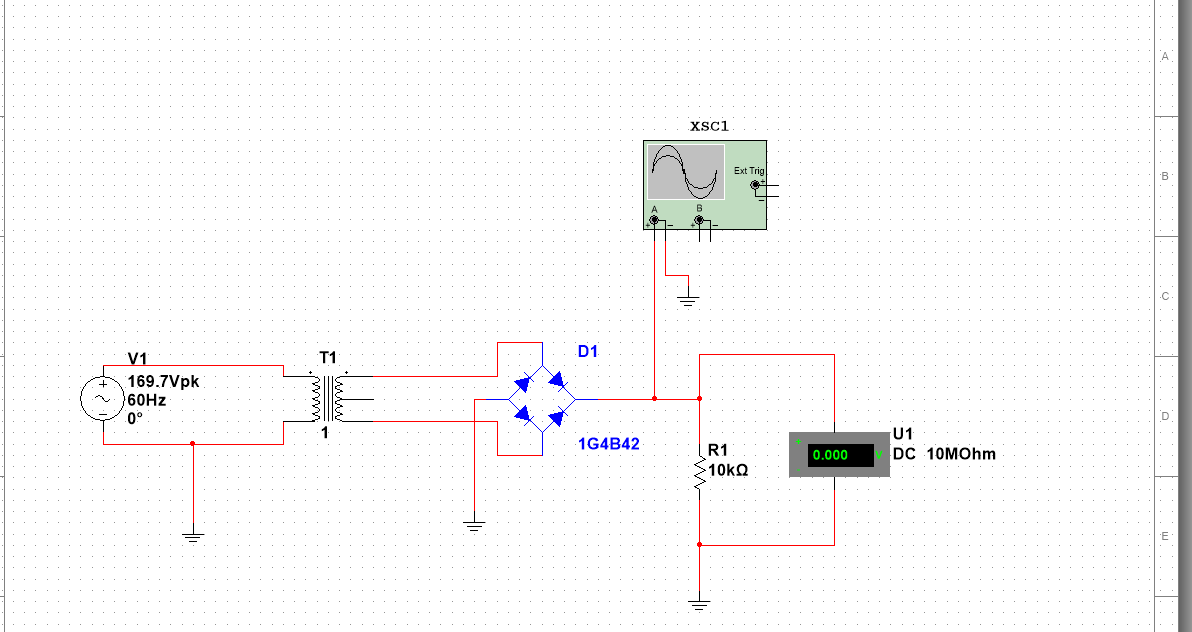 A
XSC1
Ext Trig
+
B
A
B
+
−
+
−
C
D1
V1
T1
169.7Vpk
60Hz
0°
1
D
1G4B42
U1
R1
0.000
V
DC 10MOhm
10kΩ
E